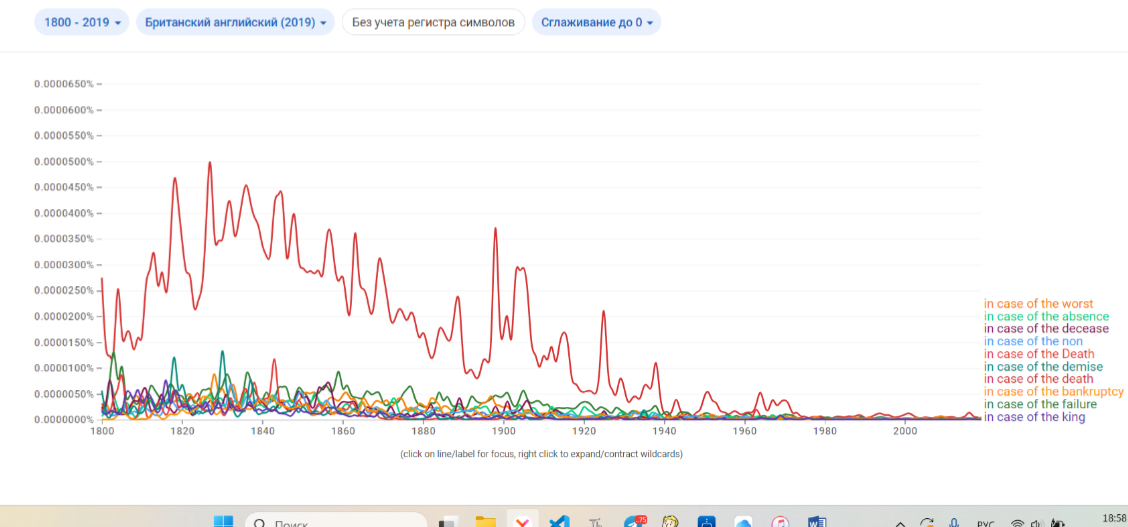 1800 - 2019 Британский английский (2019) Без учета регистра символов Сглаживание до 0
0.0000650%
0.0000600%
0.0000550%
0.0000500%
0.0000450%
0.0000400%
0.0000350%
0.0000300%
0.0000250%
0.0000200%
0.0000150%
0.0000100%
0.0000050%
0.0000000%
in case of the worst
in case of the absence
in case of the decease
in case of the non
in case of the Death
in case of the demise
in case of the death
in case of the bankruptcy
in case of the failure
in case of the king
1800 1820 1840 1860 1880 1900 1920 1940 1960 1980 2000
(click on line/label for focus, right click to expand/contract wildcards)
Поиск 75 РУС 18:58